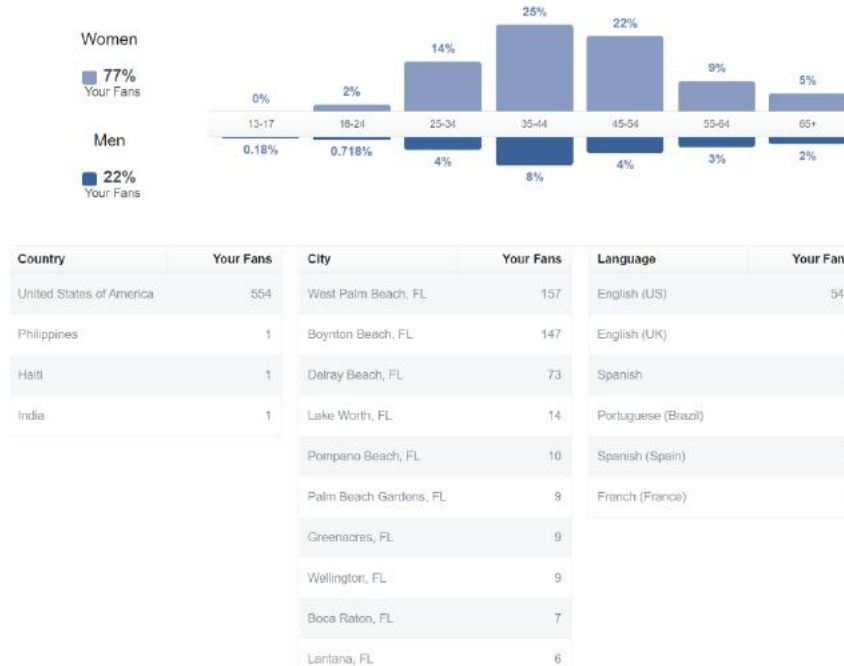 25%
22%
Women
14%
9%
77%
Your Fans
5%
0%
2%
13-17 18-24 25-34 35-44 45-54 55-64 65+
Men
0.18% 0.718% 4% 8% 4% 3% 2%
22%
Your Fans
Country Your Fans City Your Fans Language
United States of America 554 West Palm Beach, FL 157 English (US)
Philippines 1 Boynton Beach, FL 147 English (UK)
Haiti 1 Delray Beach, FL 73 Spanish
India 1 Lake Worth, FL 14 Portuguese (Brazil)
Pompano Beach, FL 10 Spanish (Spain)
Palm Beach Gardens, FL 9 French (France)
Greenacres, FL 9
Wellington, FL 9
Boca Raton, FL 7
Lantana, FL 6